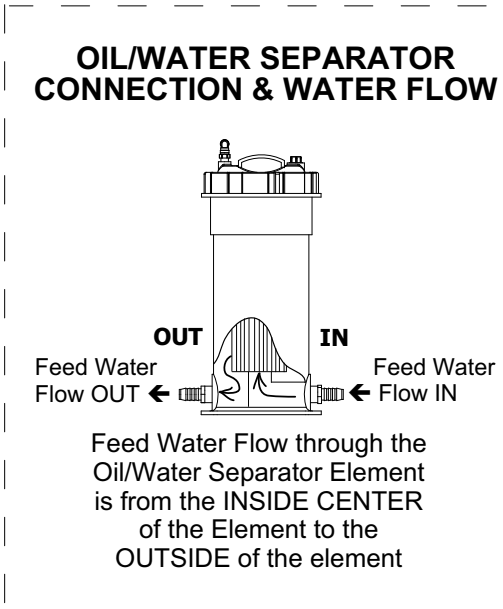 OIL/WATER SEPARATOR
CONNECTION & WATER FLOW
OUT
IN
Feed Water
Flow OUT
Feed Water
Flow IN
Feed Water Flow through the
Oil/Water Separator Element
is from the INSIDE CENTER
of the Element to the
OUTSIDE of the element